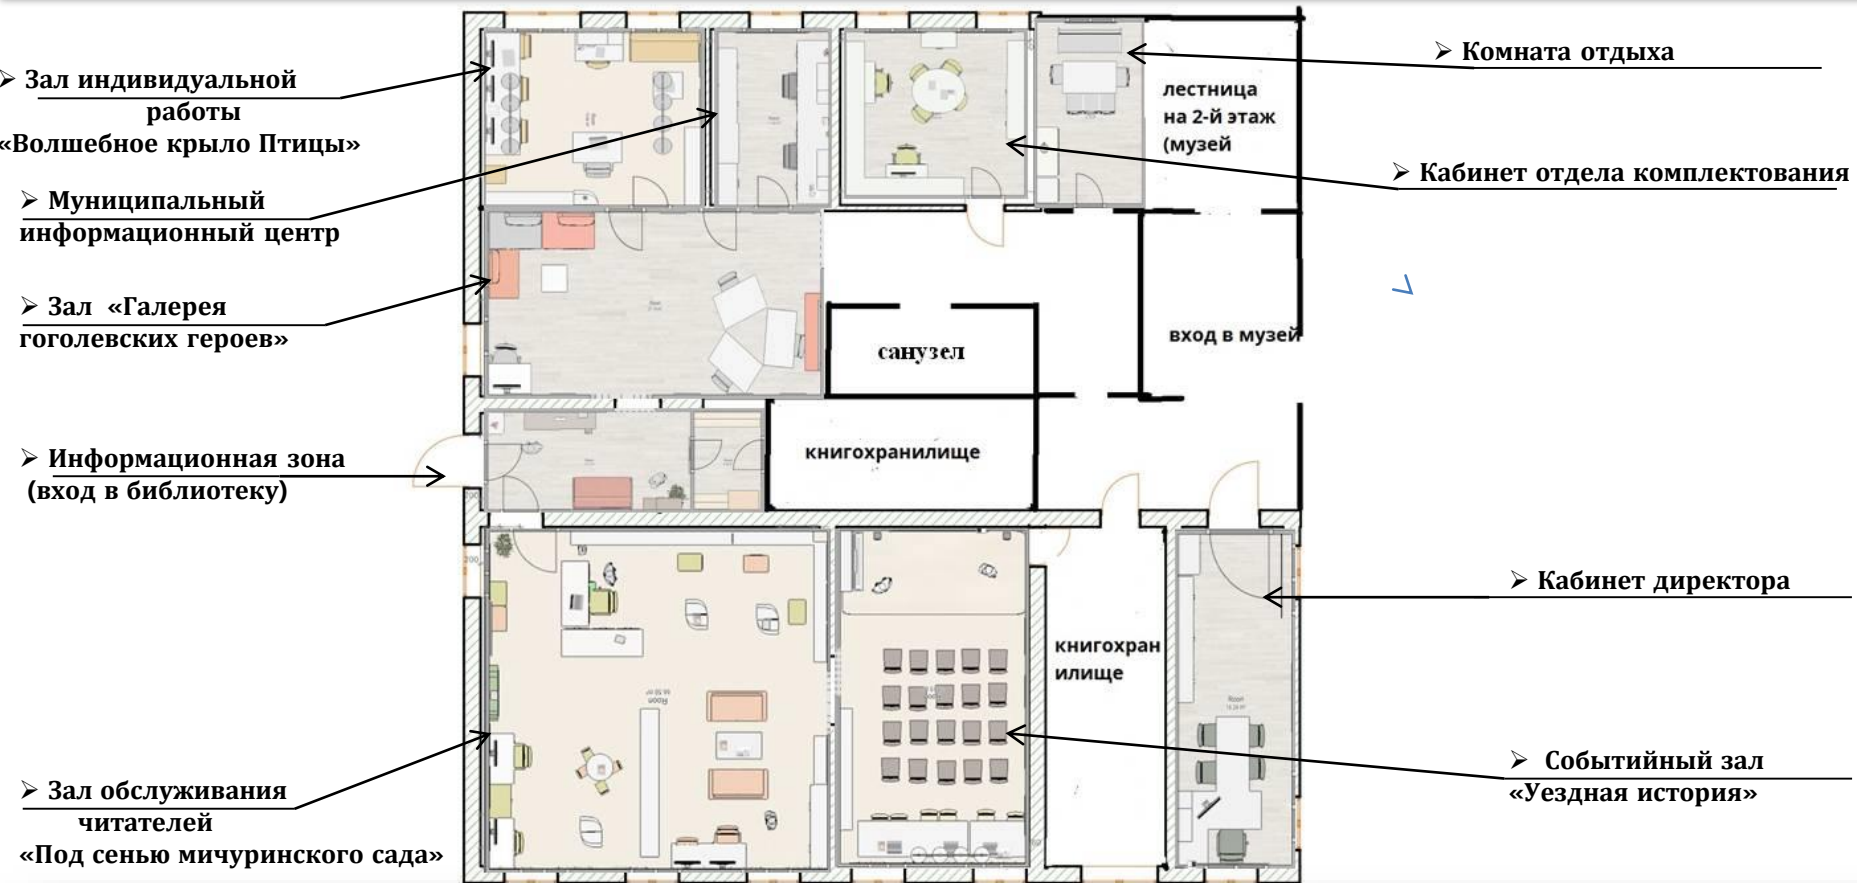 ➢ Зал индивидуальной
работы
«Волшебное крыло Птицы»
➢ Муниципальный
информационный центр
➢ Зал «Галерея
гоголевских героев»
➢ Информационная зона
(вход в библиотеку)
➢ Зал обслуживания
читателей
«Под сенью мичуринского сада»
➢ Комната отдыха
➢ Кабинет отдела комплектования
➢ Кабинет директора
➢ Событийный зал
«Уездная история»
лестница
на 2-й этаж
(музей
вход в музей
санузел
книгохранилище
книгохран
илище